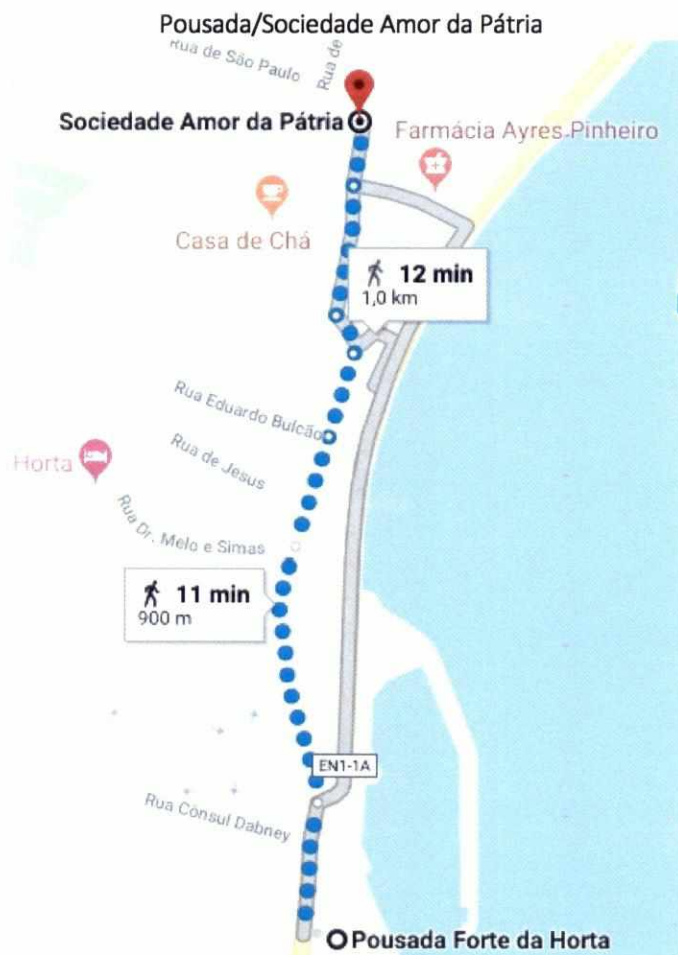 Pousada/Sociedade Amor da Pátria
Rua de São Paulo
Rua de
Sociedade Amor da Pátria
Farmácia Ayres Pinheiro
Casa de Chá
12 min
1,0 km
Rua Eduardo Bulcão
Rua de Jesus
Horta
Rua Dr. Melo e Simas
11 min
900 m
EN1-1A
Rua Cônsul Dabney
Pousada Forte da Horta